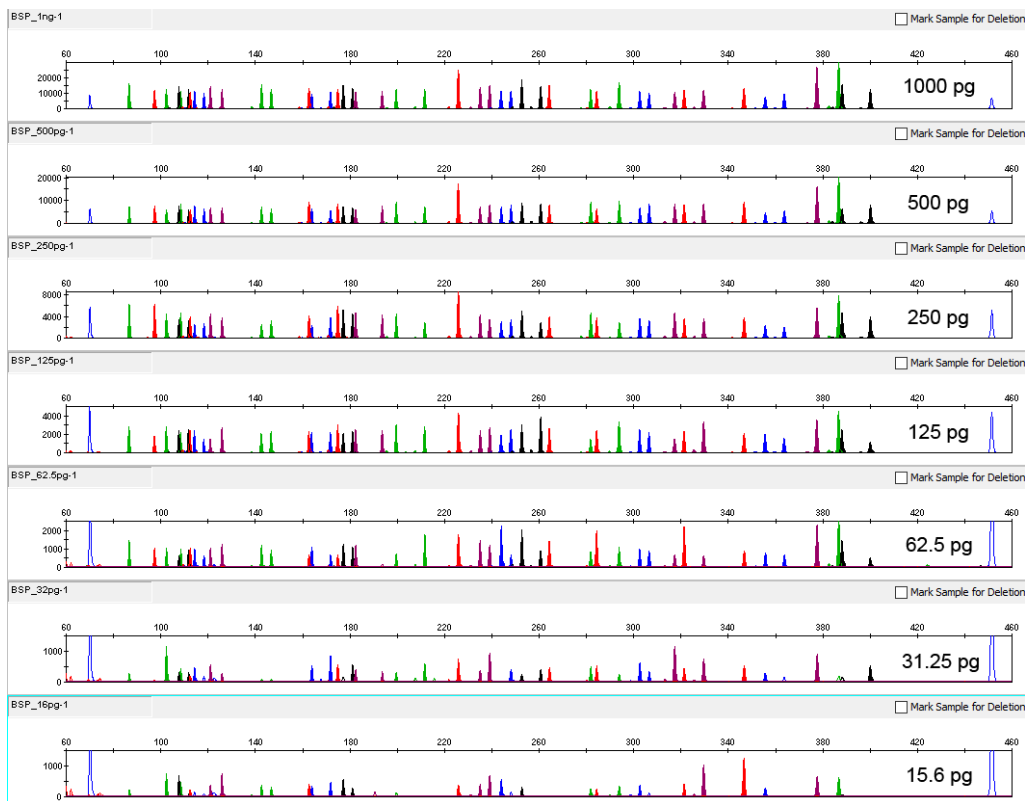 BSP_1ng-1 Mark Sample for Deletion
60 100 140 180 220 260 300 340 380 420 460
20000
10000
0
1000 pg
BSP_500pg-1 Mark Sample for Deletion
60 100 140 180 220 260 300 340 380 420 460
20000
10000
0
500 pg
BSP_250pg-1 Mark Sample for Deletion
60 100 140 180 220 260 300 340 380 420 460
8000
4000
0
250 pg
BSP_125pg-1 Mark Sample for Deletion
60 100 140 180 220 260 300 340 380 420 460
4000
2000
0
125 pg
BSP_62.5pg-1 Mark Sample for Deletion
60 100 140 180 220 260 300 340 380 420 460
2000
1000
0
62.5 pg
BSP_32pg-1 Mark Sample for Deletion
60 100 140 180 220 260 300 340 380 420 460
1000
0
31.25 pg
BSP_16pg-1 Mark Sample for Deletion
60 100 140 180 220 260 300 340 380 420 460
1000
0
15.6 pg